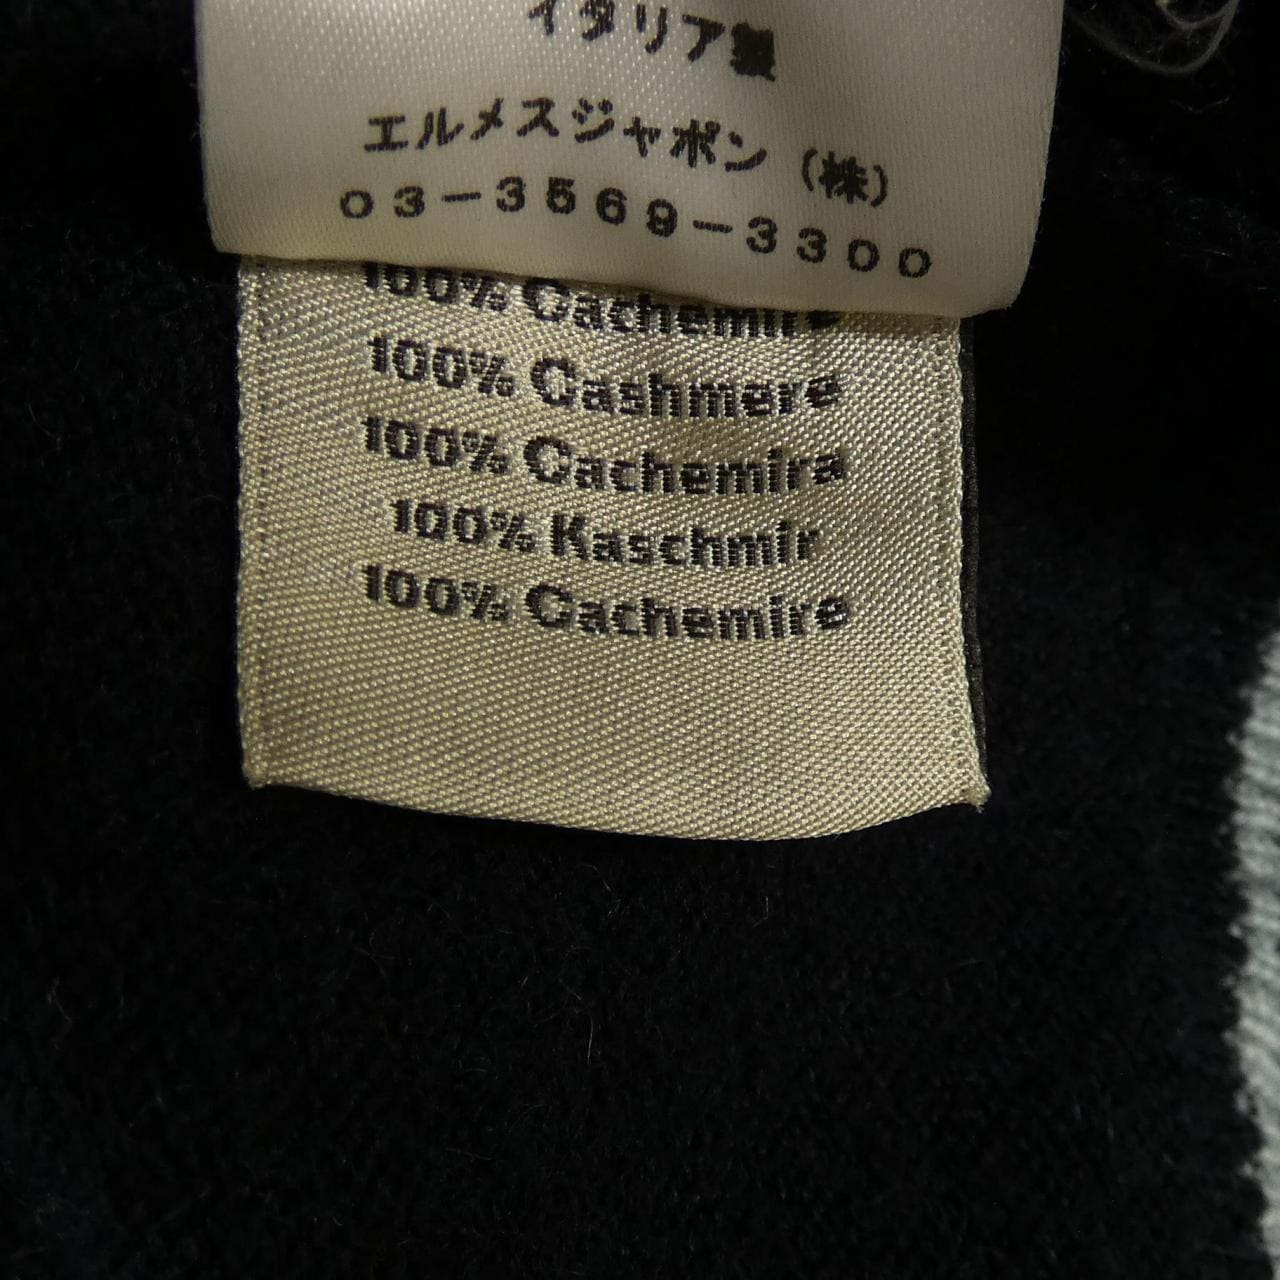 イタリア製
エルメスジャポン（株）
03-3569-3300
100% Cachemire
100% Cashmere
100% Cachemira
100% Kaschmir
100% Cachemire